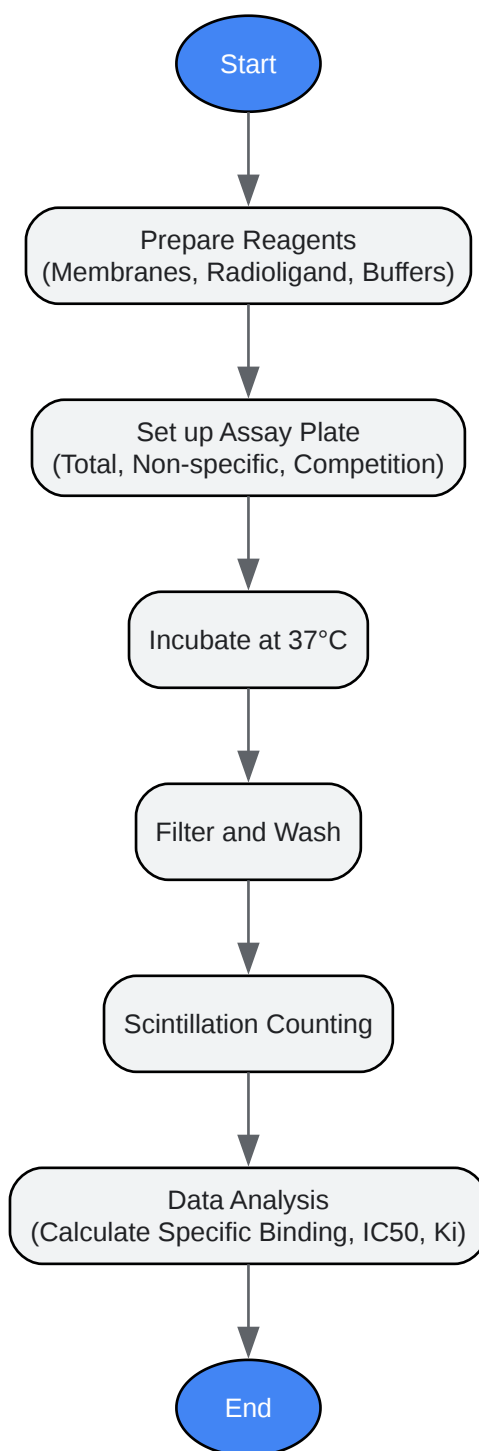 Start
Prepare Reagents
(Membranes, Radioligand, Buffers)
Set up Assay Plate
(Total, Non-specific, Competition)
Incubate at 37°C
Filter and Wash
Scintillation Counting
Data Analysis
(Calculate Specific Binding, IC50, Ki)
End